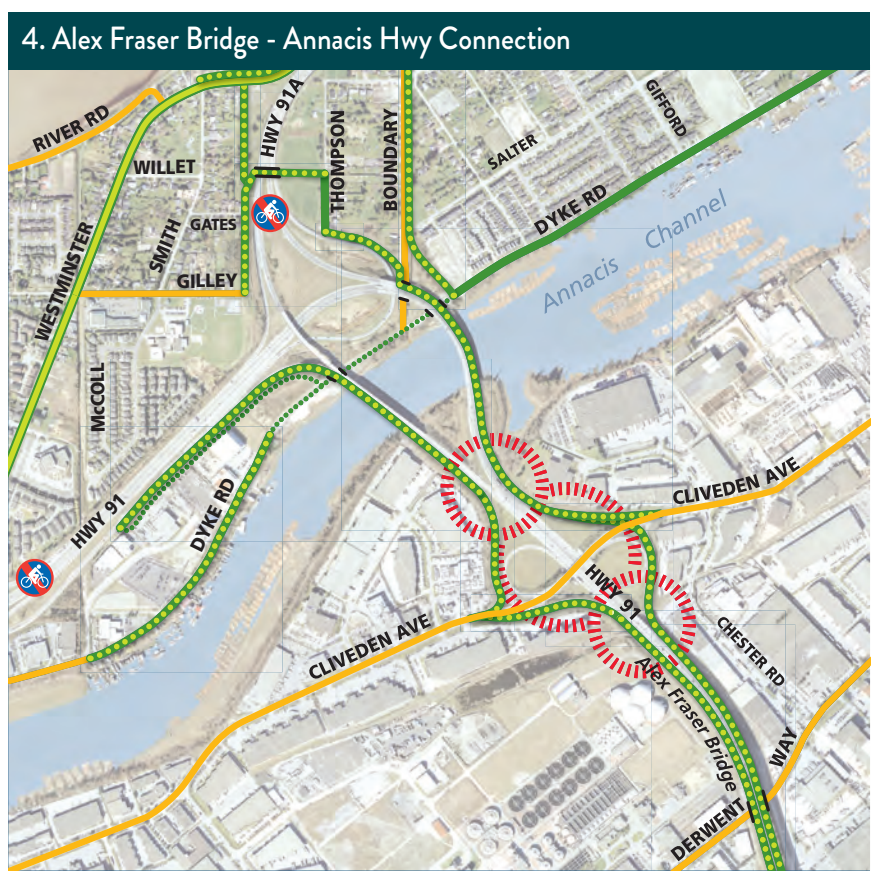 4. Alex Fraser Bridge - Annacis Hwy Connection
RIVER RD
HWY 91A
THOMPSON
BOUNDARY
GIFFORD
SALTER
WILLET
DYKE RD
Annacis Channel
GATES
SMITH
WESTMINSTER
GILLEY
McCOLL
CLIVEDEN AVE
DYKE RD
HWY 91
HWY 91
CLIVEDEN AVE
CHESTER RD
Alex Fraser Bridge
WAY
DERWENT